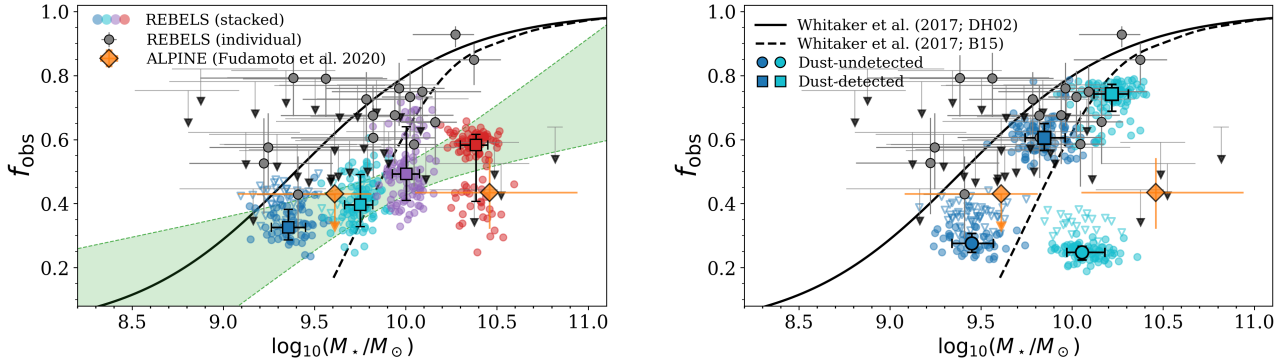 REBELS (stacked)
REBELS (individual)
ALPINE (Fudamoto et al. 2020)
f_obs
1.0
0.8
0.6
0.4
0.2
8.5 9.0 9.5 10.0 10.5 11.0
log₁₀(M⋆/M⊙)
Whitaker et al. (2017; DH02)
Whitaker et al. (2017; B15)
Dust-undetected
Dust-detected
f_obs
1.0
0.8
0.6
0.4
0.2
8.5 9.0 9.5 10.0 10.5 11.0
log₁₀(M⋆/M⊙)